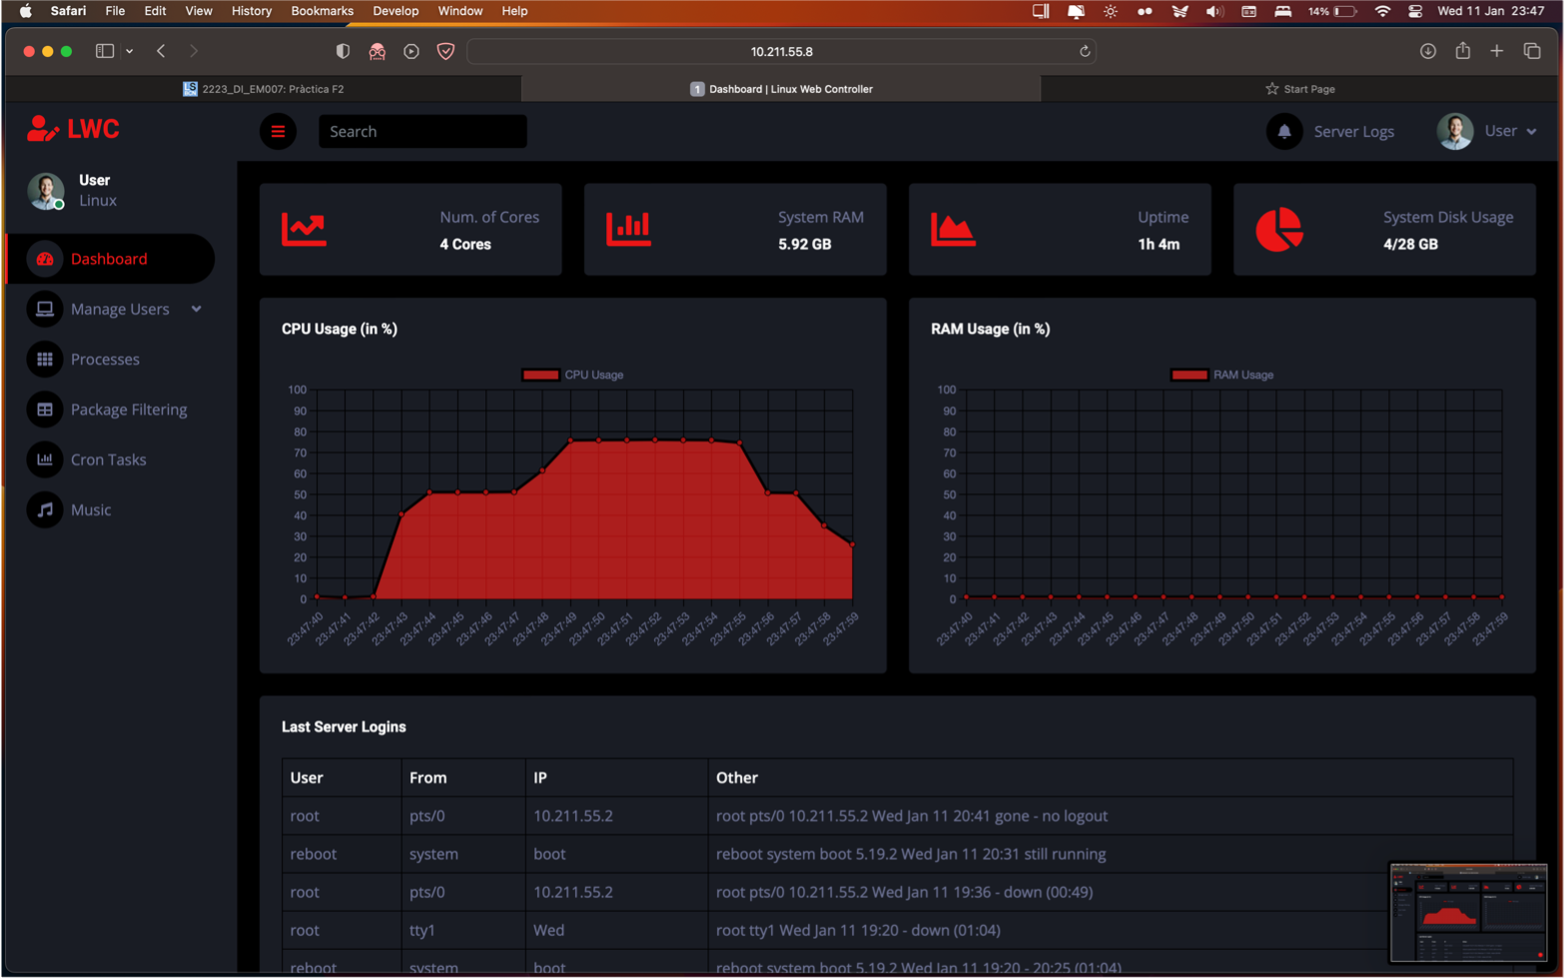 Safari File Edit View History Bookmarks Develop Window Help 14% Wed 11 Jan 23:47
10.211.55.8
2223_DI_EM007: Pràctica F2
1 Dashboard | Linux Web Controller
Start Page
LWC
Search
Server Logs
User
User
Linux
Dashboard
Manage Users
Processes
Package Filtering
Cron Tasks
Music
Num. of Cores
4 Cores
System RAM
5.92 GB
Uptime
1h 4m
System Disk Usage
4/28 GB
CPU Usage (in %)
CPU Usage
100
90
80
70
60
50
40
30
20
10
0
23:47:40 23:47:41 23:47:42 23:47:43 23:47:44 23:47:45 23:47:46 23:47:47 23:47:48 23:47:49 23:47:50 23:47:51 23:47:52 23:47:53 23:47:54 23:47:55 23:47:56 23:47:57 23:47:58 23:47:59
RAM Usage (in %)
RAM Usage
100
90
80
70
60
50
40
30
20
10
0
23:47:40 23:47:41 23:47:42 23:47:43 23:47:44 23:47:45 23:47:46 23:47:47 23:47:48 23:47:49 23:47:50 23:47:51 23:47:52 23:47:53 23:47:54 23:47:55 23:47:56 23:47:57 23:47:58 23:47:59
Last Server Logins
User From IP Other
root pts/0 10.211.55.2 root pts/0 10.211.55.2 Wed Jan 11 20:41 gone - no logout
reboot system boot reboot system boot 5.19.2 Wed Jan 11 20:31 still running
root pts/0 10.211.55.2 root pts/0 10.211.55.2 Wed Jan 11 19:36 - down (00:49)
root tty1 Wed root tty1 Wed Jan 11 19:20 - down (01:04)
reboot system boot reboot system boot 5.19.2 Wed Jan 11 19:20 - 20:25 (01:04)